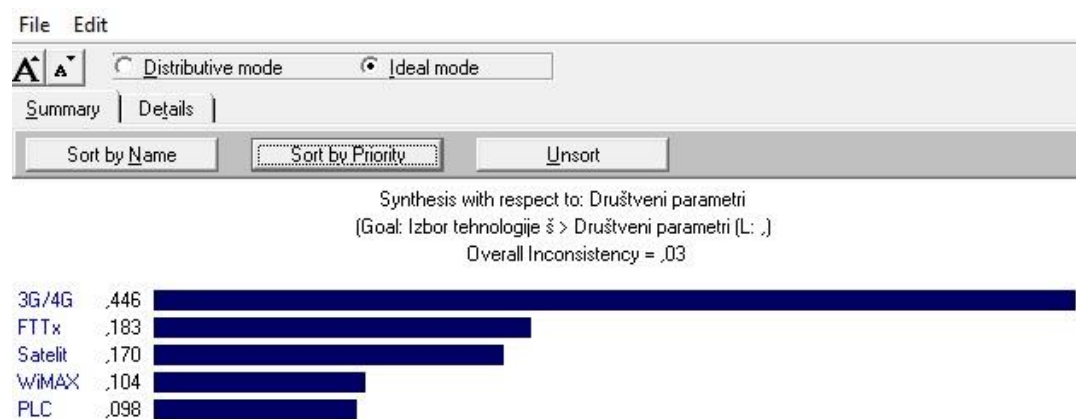 File Edit
A A Distributive mode Ideal mode
Summary Details
Sort by Name Sort by Priority Unsort
Synthesis with respect to: Društveni parametri
(Goal: Izbor tehnologije š > Društveni parametri (L: ,)
Overall Inconsistency = ,03
3G/4G ,446
FTTx ,183
Satelit ,170
WiMAX ,104
PLC ,098